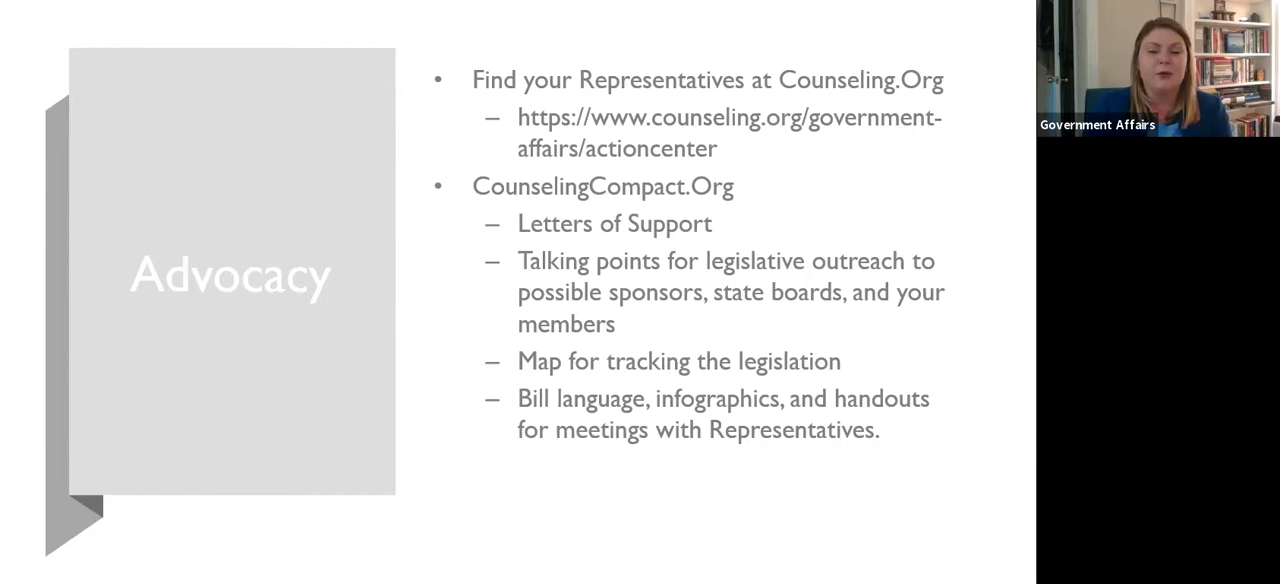 Advocacy
• Find your Representatives at Counseling.Org
– https://www.counseling.org/government-
affairs/actioncenter
• CounselingCompact.Org
– Letters of Support
– Talking points for legislative outreach to
possible sponsors, state boards, and your
members
– Map for tracking the legislation
– Bill language, infographics, and handouts
for meetings with Representatives.
Government Affairs